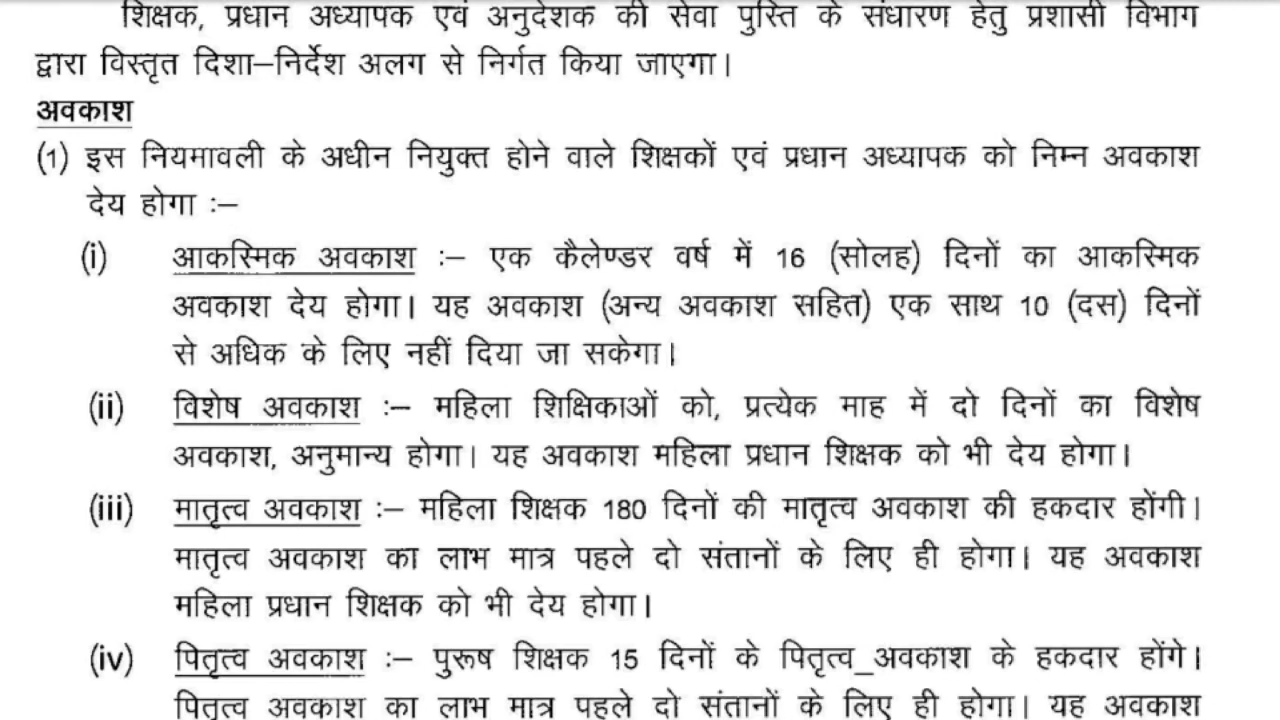 शिक्षक, प्रधान अध्यापक एवं अनुदेशक की सेवा पुस्ति के संधारण हेतु प्रशासी विभाग
द्वारा विस्तृत दिशा–निर्देश अलग से निर्गत किया जाएगा।
अवकाश
(1) इस नियमावली के अधीन नियुक्त होने वाले शिक्षकों एवं प्रधान अध्यापक को निम्न अवकाश
देय होगा :–
(i) आकस्मिक अवकाश :– एक कैलेण्डर वर्ष में 16 (सोलह) दिनों का आकस्मिक
अवकाश देय होगा। यह अवकाश (अन्य अवकाश सहित) एक साथ 10 (दस) दिनों
से अधिक के लिए नहीं दिया जा सकेगा।
(ii) विशेष अवकाश :– महिला शिक्षिकाओं को, प्रत्येक माह में दो दिनों का विशेष
अवकाश, अनुमान्य होगा। यह अवकाश महिला प्रधान शिक्षक को भी देय होगा।
(iii) मातृत्व अवकाश :– महिला शिक्षक 180 दिनों की मातृत्व अवकाश की हकदार होंगी।
मातृत्व अवकाश का लाभ मात्र पहले दो संतानों के लिए ही होगा। यह अवकाश
महिला प्रधान शिक्षक को भी देय होगा।
(iv) पितृत्व अवकाश :– पुरूष शिक्षक 15 दिनों के पितृत्व_अवकाश के हकदार होंगे।
पितृत्व अवकाश का लाभ मात्र पहले दो संतानों के लिए ही होगा। यह अवकाश